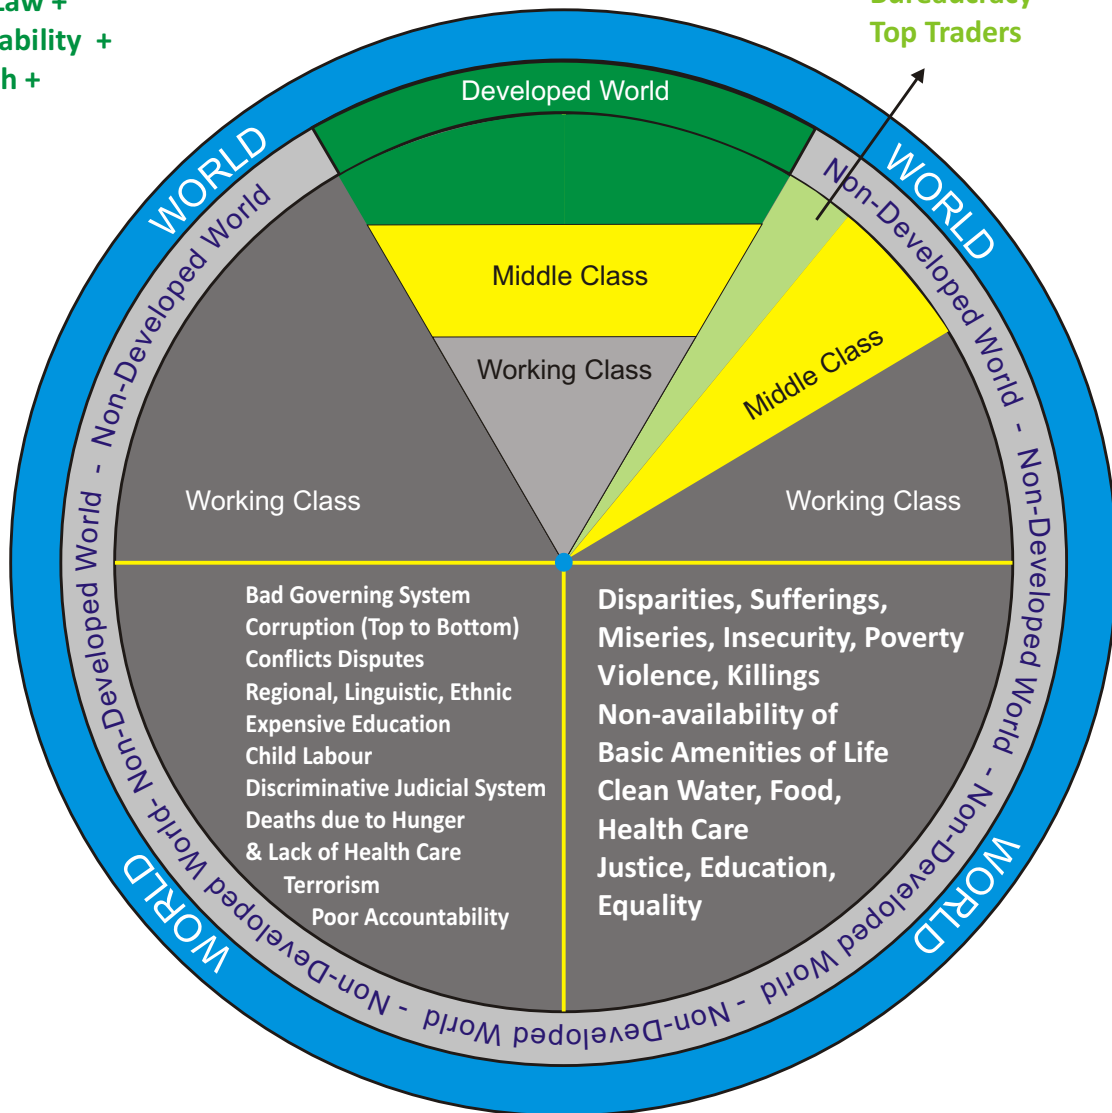 Law +
ability +
h +
Bureaucracy
Top Traders
WORLD
WORLD
WORLD
WORLD
Developed World
Non-Developed World - Non-Developed World - Non-Developed World - Non-Developed World - Non-Developed World - Non-Developed World- Non-Developed World - Non-Developed World
Middle Class
Working Class
Middle Class
Working Class
Working Class
Bad Governing System
Corruption (Top to Bottom)
Conflicts Disputes
Regional, Linguistic, Ethnic
Expensive Education
Child Labour
Discriminative Judicial System
Deaths due to Hunger
& Lack of Health Care
Terrorism
Poor Accountability
Disparities, Sufferings,
Miseries, Insecurity, Poverty
Violence, Killings
Non-availability of
Basic Amenities of Life
Clean Water, Food,
Health Care
Justice, Education,
Equality